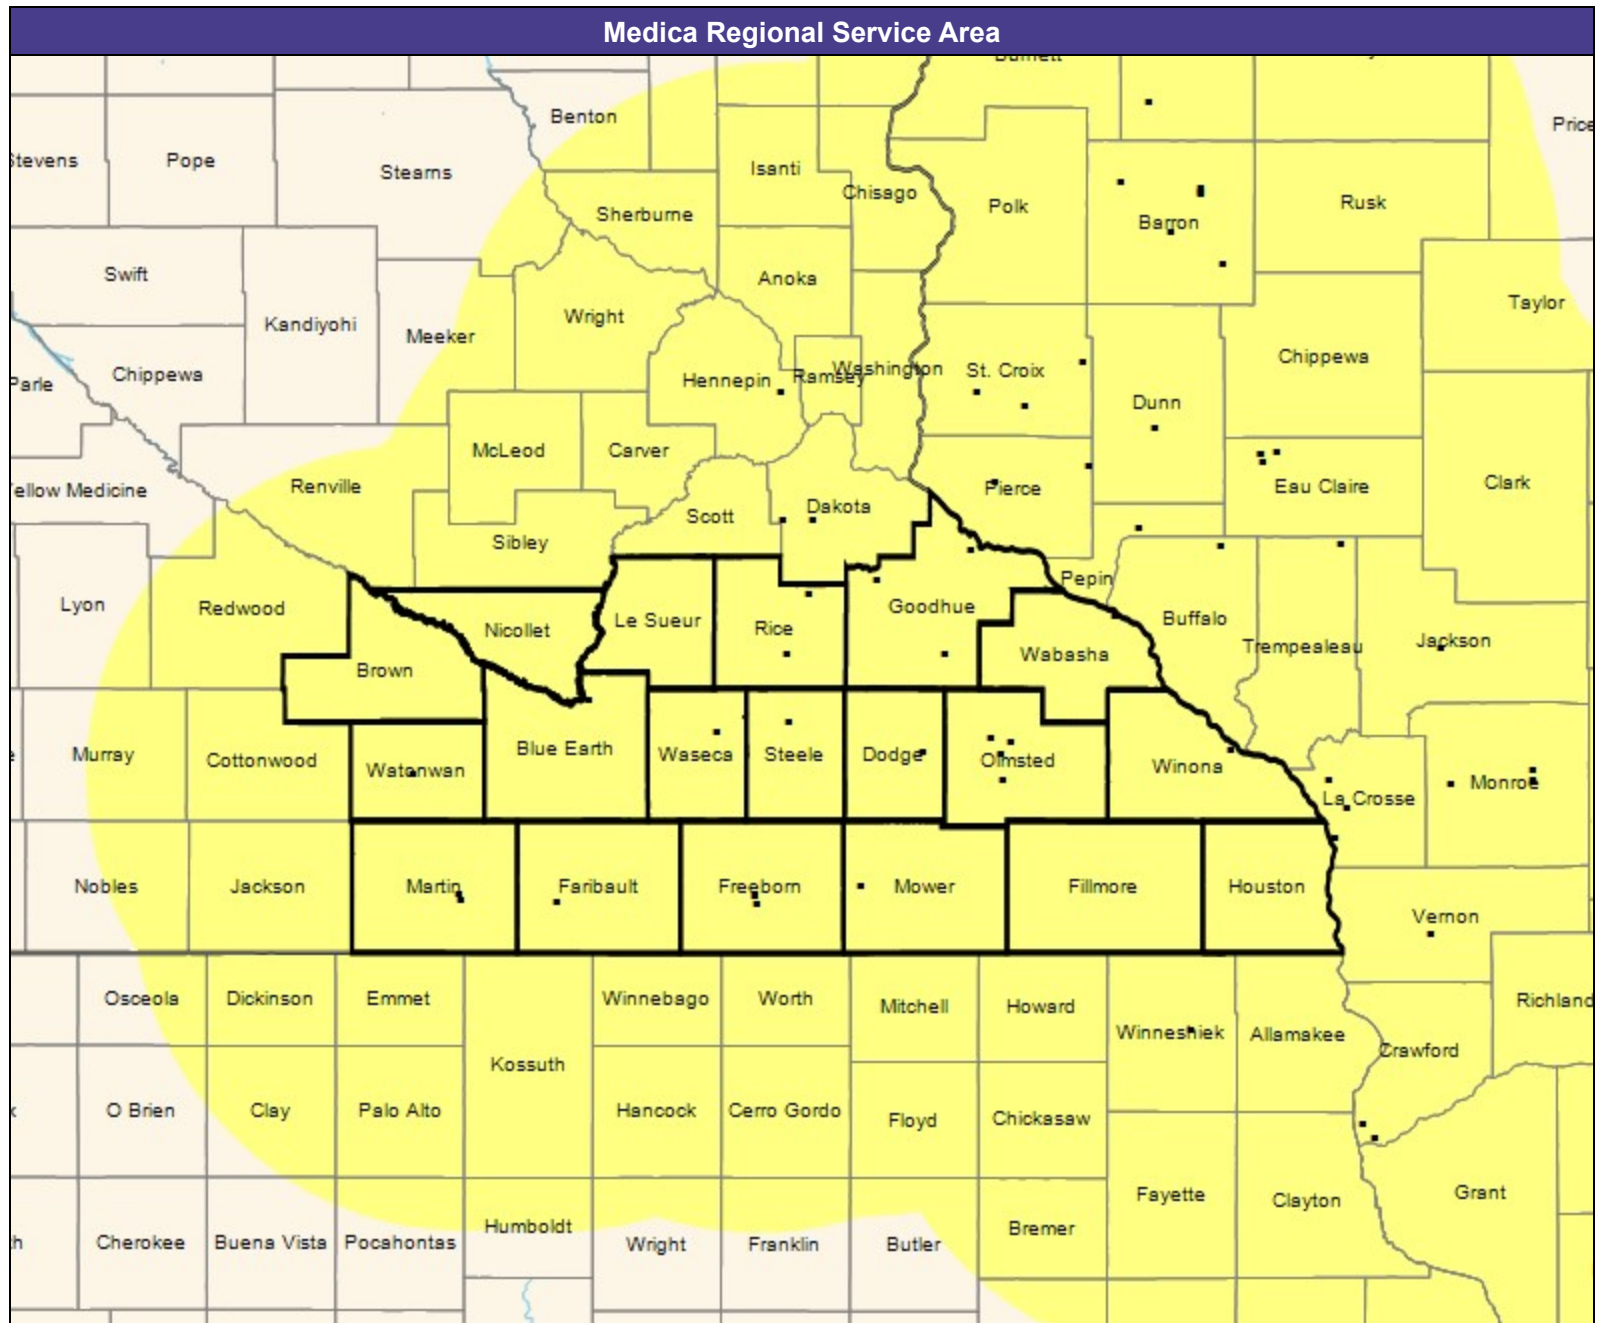 Medica Regional Service Area
Benton
Price
Stevens
Pope
Stearns
Isanti
Chisago
Polk
Barron
Rusk
Sherburne
Swift
Anoka
Taylor
Kandiyohi
Wright
Meeker
Chippewa
Parle
Chippewa
Hennepin
Ramsey
Washington
St. Croix
Dunn
McLeod
Carver
Renville
ellow Medicine
Pierce
Eau Claire
Clark
Scott
Dakota
Sibley
Pepin
Lyon
Redwood
Nicollet
Le Sueur
Rice
Goodhue
Buffalo
Trempealeau
Jackson
Brown
Wabasha
Murray
Cottonwood
Watonwan
Blue Earth
Waseca
Steele
Dodge
Olmsted
Winona
La Crosse
Monroe
Nobles
Jackson
Martin
Faribault
Freeborn
Mower
Fillmore
Houston
Vernon
Osceola
Dickinson
Emmet
Winnebago
Worth
Mitchell
Howard
Richland
Winneshiek
Allamakee
Crawford
Kossuth
O Brien
Clay
Palo Alto
Hancock
Cerro Gordo
Floyd
Chickasaw
Fayette
Clayton
Grant
Cherokee
Buena Vista
Pocahontas
Humboldt
Wright
Franklin
Butler
Bremer